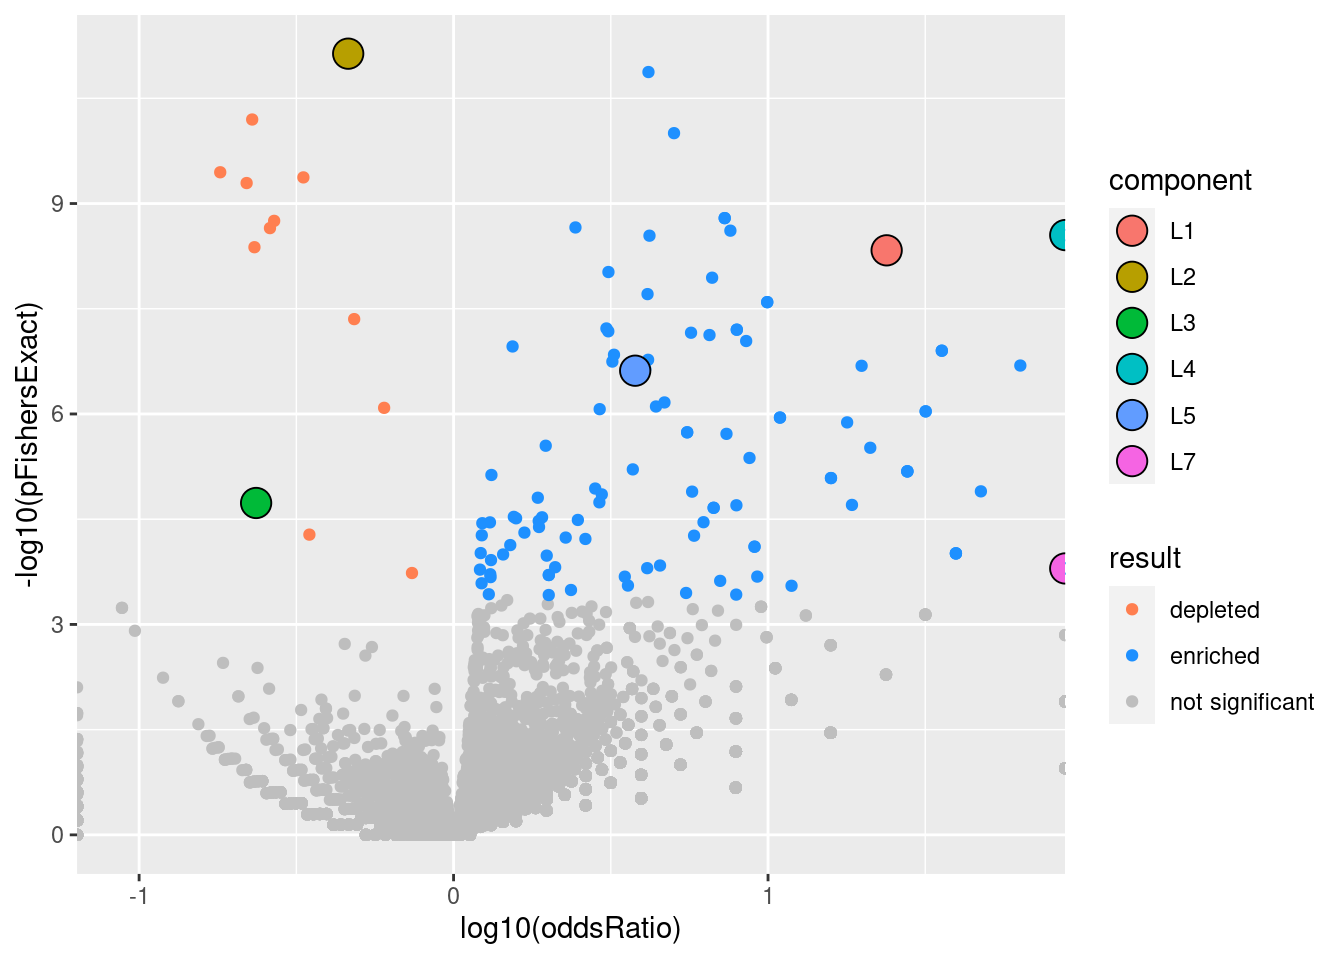 component
L1
L2
L3
L4
L5
L7
result
depleted
enriched
not significant
-log10(pFishersExact)
9
6
3
0
-1
0
1
log10(oddsRatio)